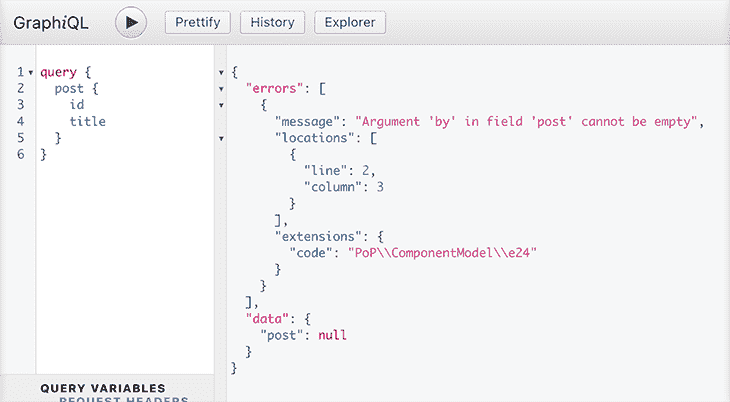 GraphiQL Prettify History Explorer
1 query {
2 post {
3 id
4 title
5 }
6 }
{
"errors": [
{
"message": "Argument 'by' in field 'post' cannot be empty",
"locations": [
{
"line": 2,
"column": 3
}
],
"extensions": {
"code": "PoP\\ComponentModel\\e24"
}
}
],
"data": {
"post": null
}
}
QUERY VARIABLES
REQUEST HEADERS